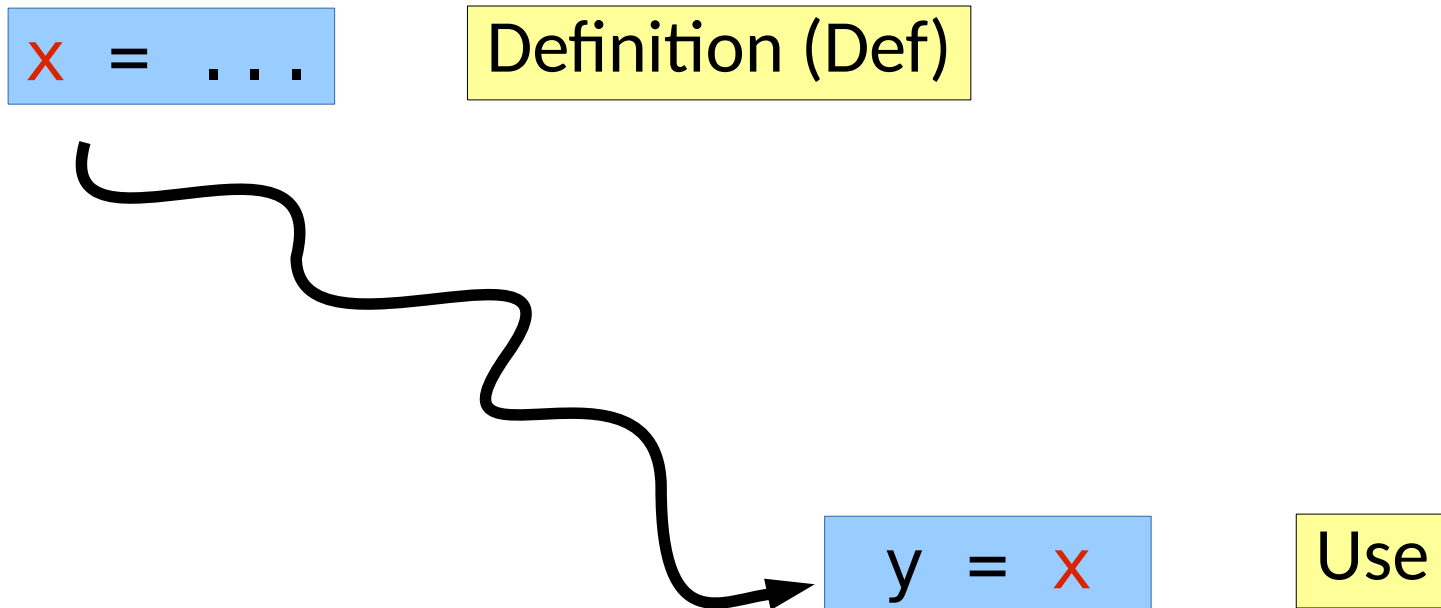 x = ...
Definition (Def)
y = x
Use